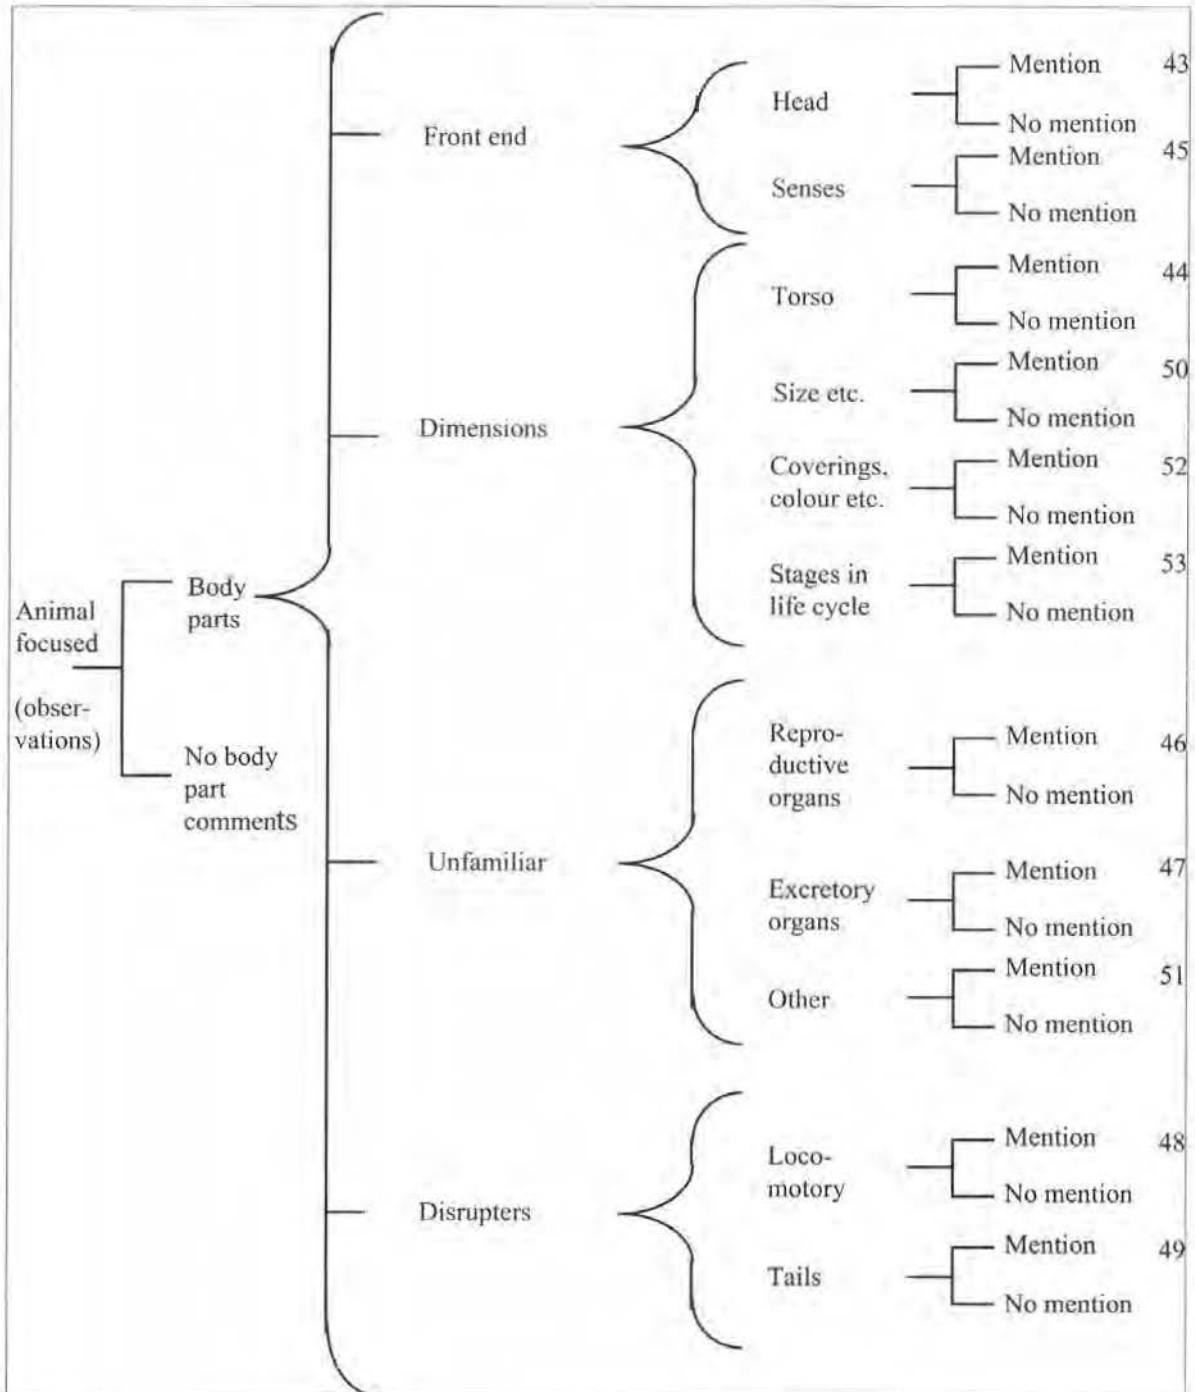 Animal
focused
(obser-
vations)
Body
parts
No body
part
comments
Front end
Head
Mention 43
No mention
Senses
Mention 45
No mention
Dimensions
Torso
Mention 44
No mention
Size etc.
Mention 50
No mention
Coverings,
colour etc.
Mention 52
No mention
Stages in
life cycle
Mention 53
No mention
Unfamiliar
Repro-
ductive
organs
Mention 46
No mention
Excretory
organs
Mention 47
No mention
Other
Mention 51
No mention
Disrupters
Loco-
motory
Mention 48
No mention
Tails
Mention 49
No mention